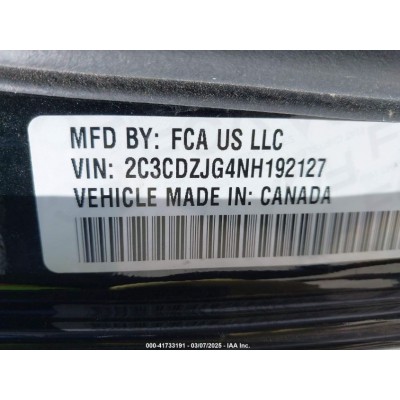 MFD BY: FCA US LLC
VIN: 2C3CDZJG4NH192127
VEHICLE MADE IN: CANADA
000-41733191 - 03/07/2025 - IAA Inc.